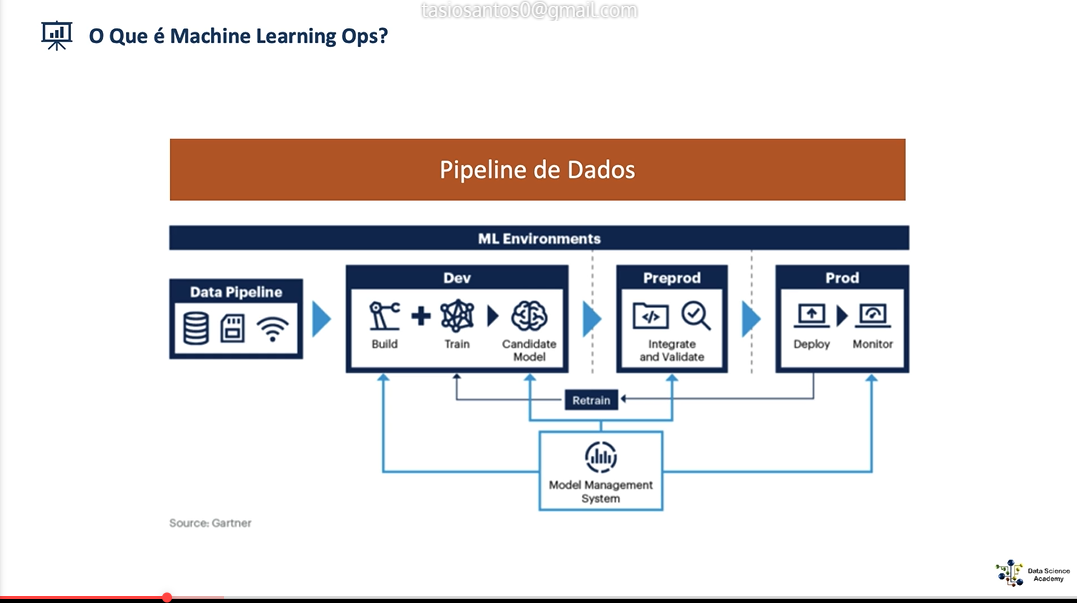 tasiosantos0@gmail.com
O Que é Machine Learning Ops?
Pipeline de Dados
ML Environments
Data Pipeline
Dev
Build
Train
Candidate
Model
Preprod
Integrate
and Validate
Prod
Deploy
Monitor
Retrain
Model Management
System
Source: Gartner
Data Science
Academy